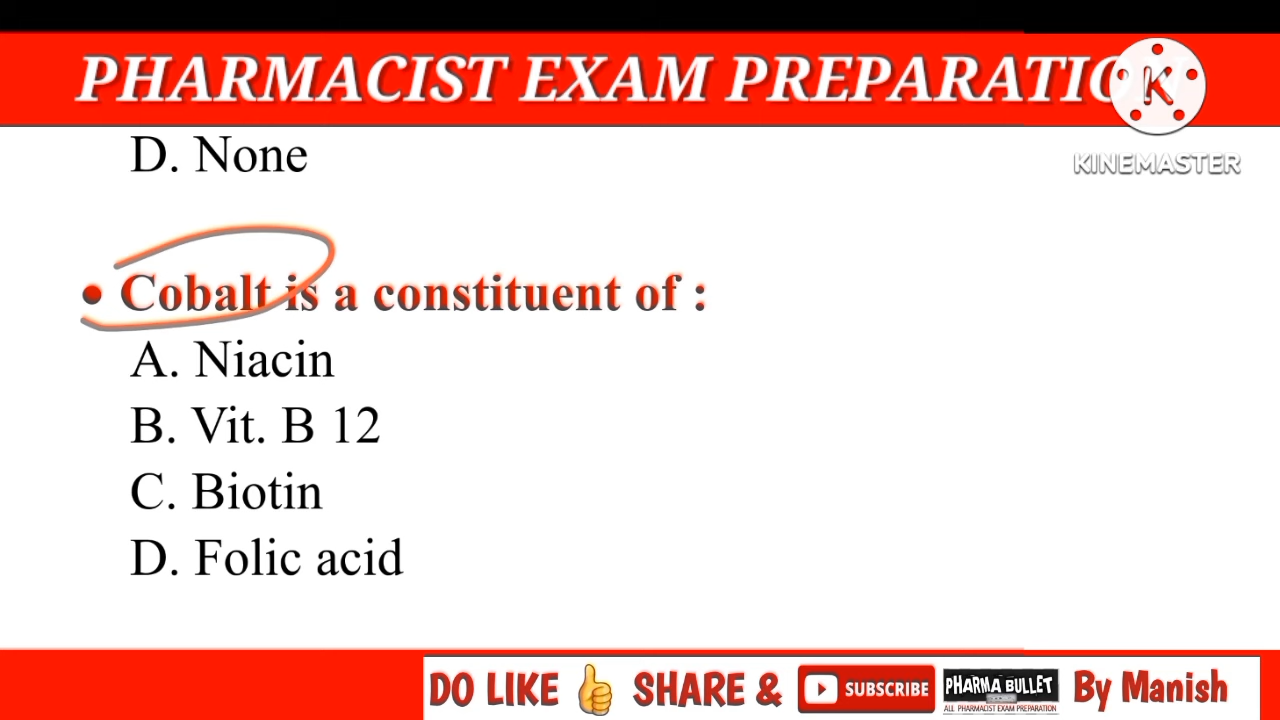 PHARMACIST EXAM PREPARATIO
K
KINEMASTER
D. None
• Cobalt is a constituent of :
A. Niacin
B. Vit. B 12
C. Biotin
D. Folic acid
DO LIKE 👍 SHARE & SUBSCRIBE PHARMA BULLET By Manish
ALL PHARMACIST EXAM PREPARATION